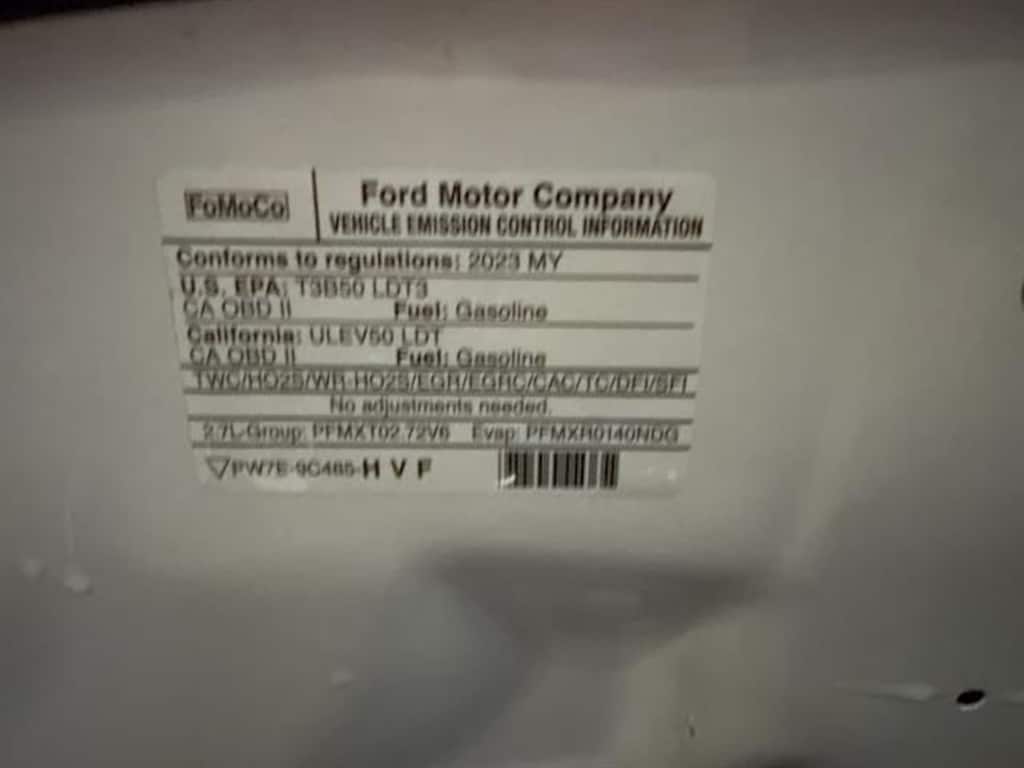 FoMoCo
Ford Motor Company
VEHICLE EMISSION CONTROL INFORMATION
Conforms to regulations: 2023 MY
U.S. EPA: T3B50 LDT3
CA OBD II Fuel: Gasoline
California: ULEV50 LDT
CA OBD II Fuel: Gasoline
TWC/HO2S/WR-HO2S/EGR/EGRC/CAC/TC/DFI/SFI
No adjustments needed.
2.7L-Group: PFMXT02.72V6 Evap: PFMXR0140NDG
PW7E-9C485-H V F